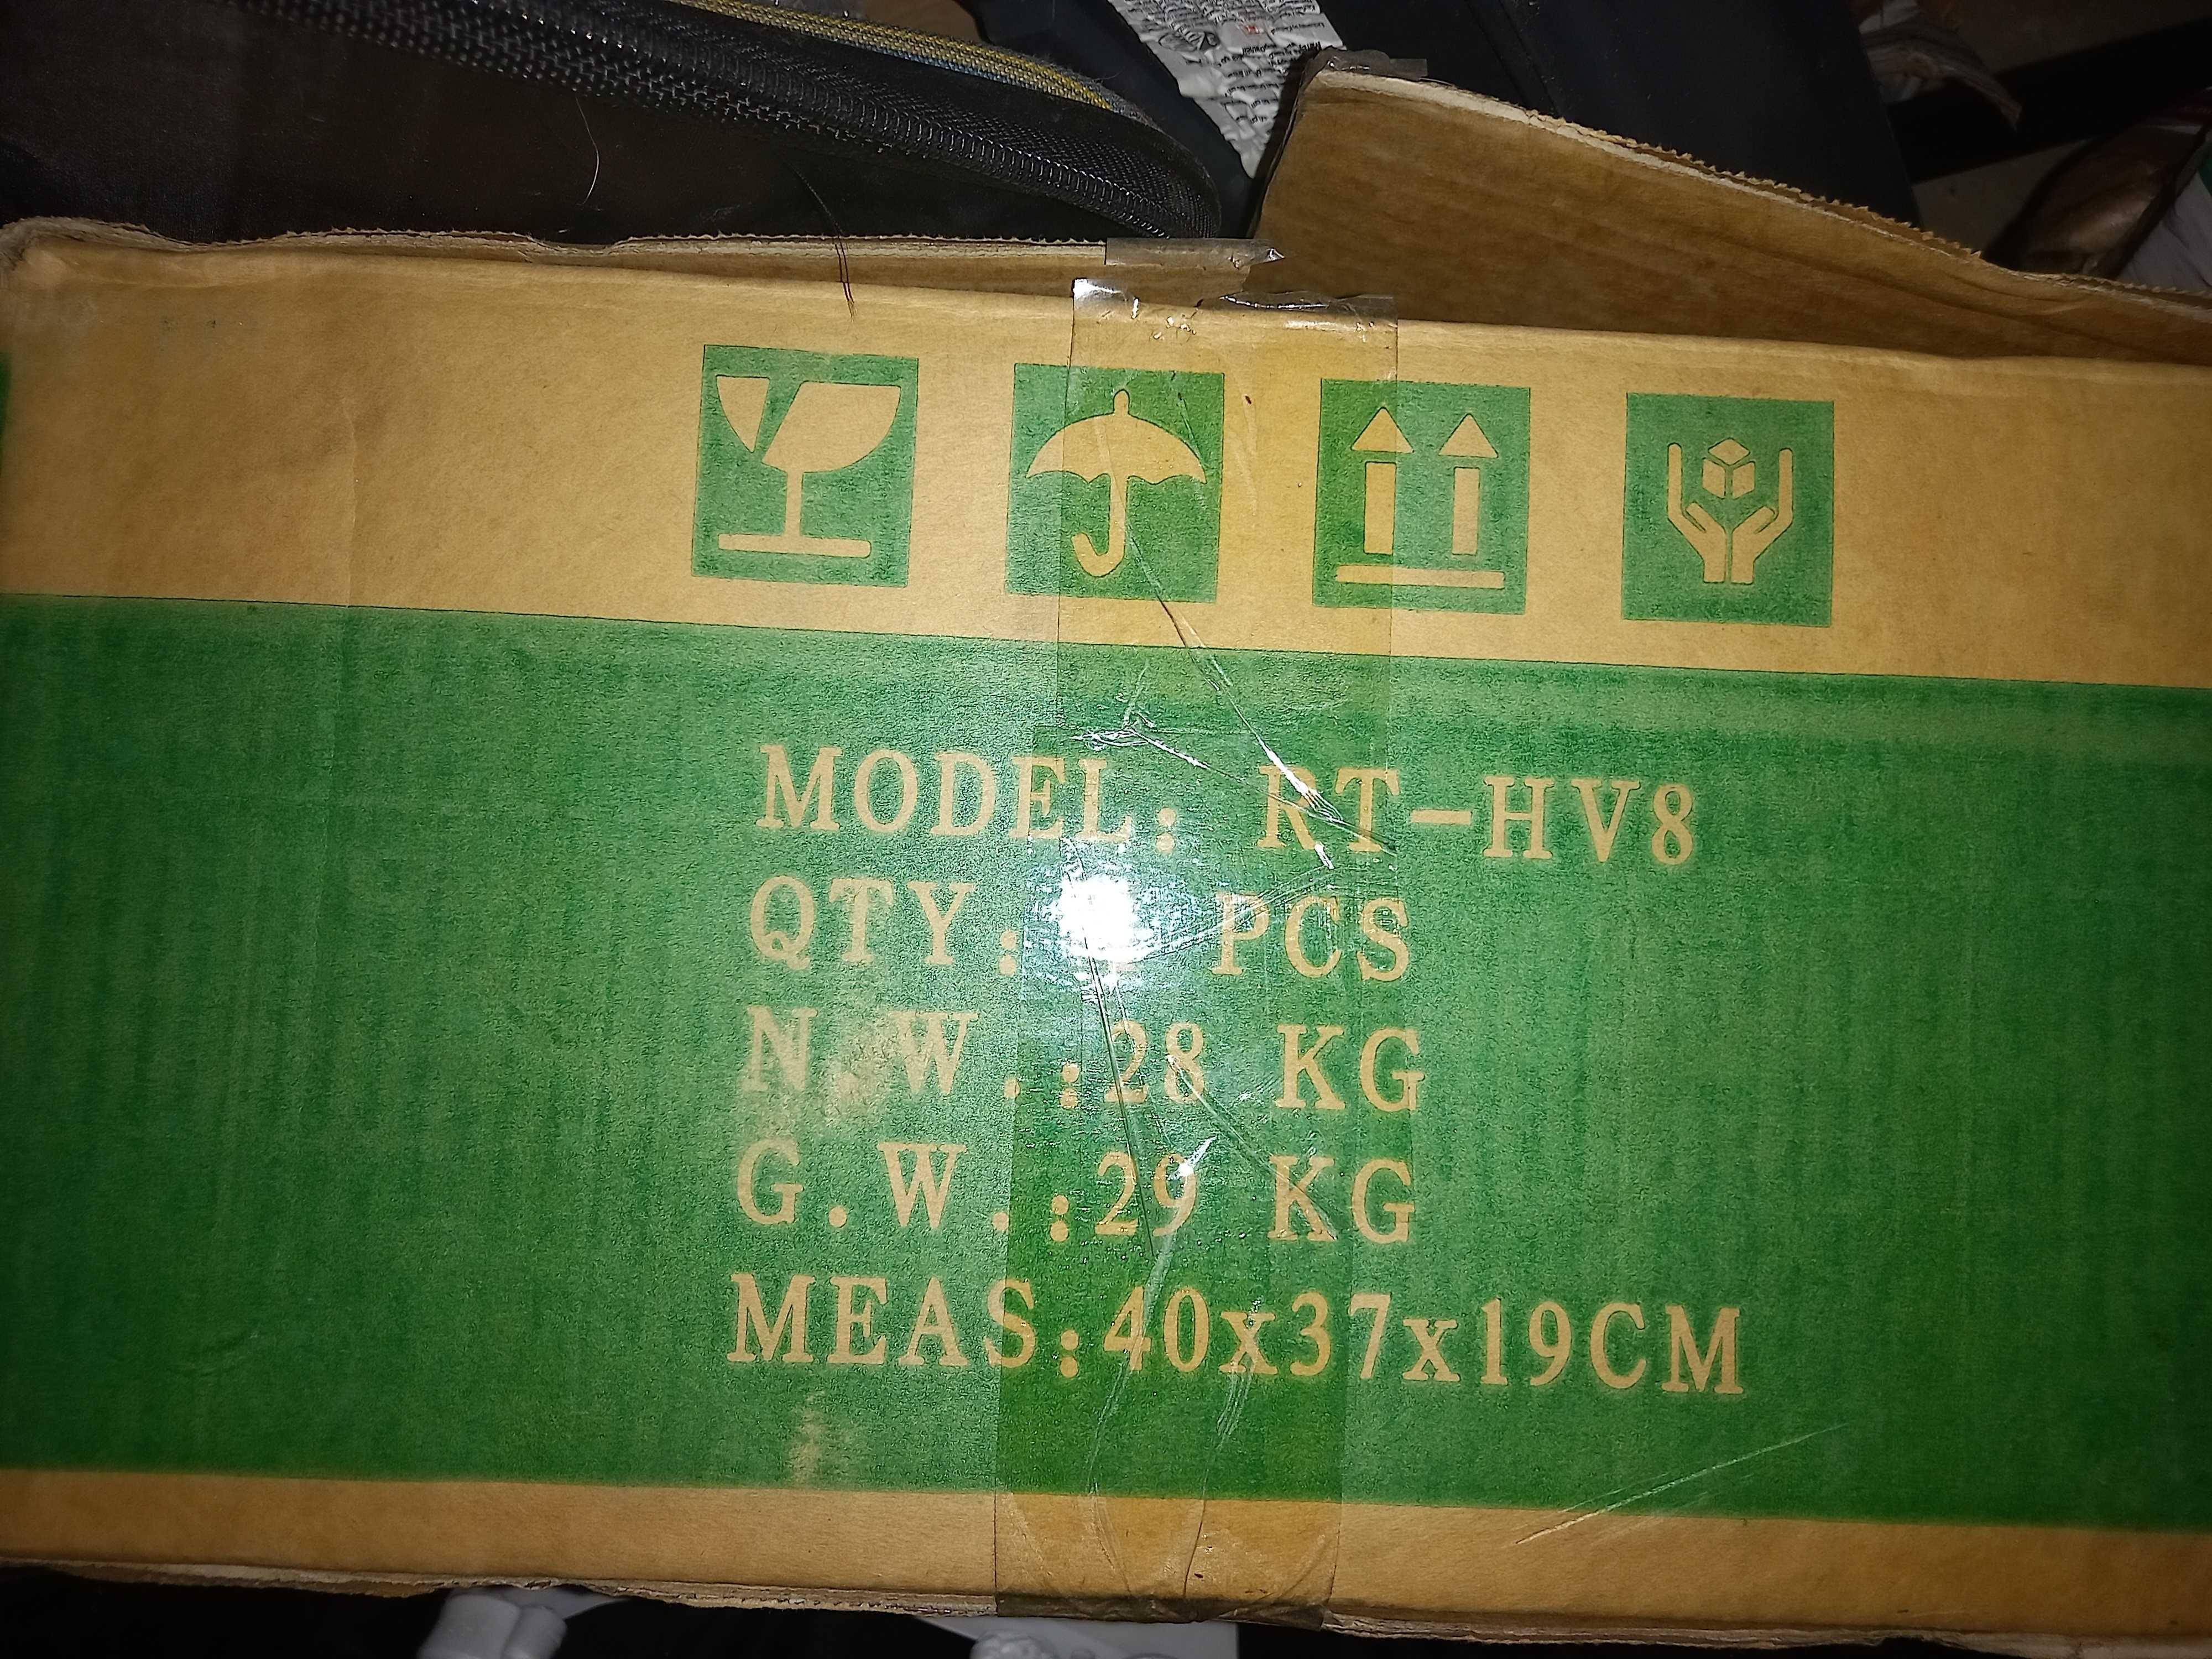 MODEL: RT-HV8
QTY: PCS
N.W.:28 KG
G.W.:29 KG
MEAS:40x37x19CM